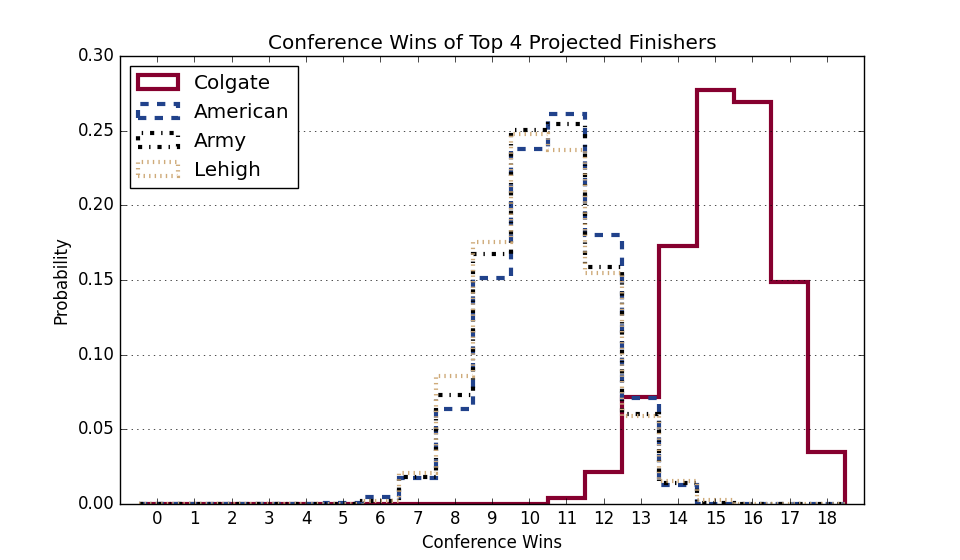 Conference Wins of Top 4 Projected Finishers
Colgate
American
Army
Lehigh
Probability
0.30
0.25
0.20
0.15
0.10
0.05
0.00
0 1 2 3 4 5 6 7 8 9 10 11 12 13 14 15 16 17 18
Conference Wins